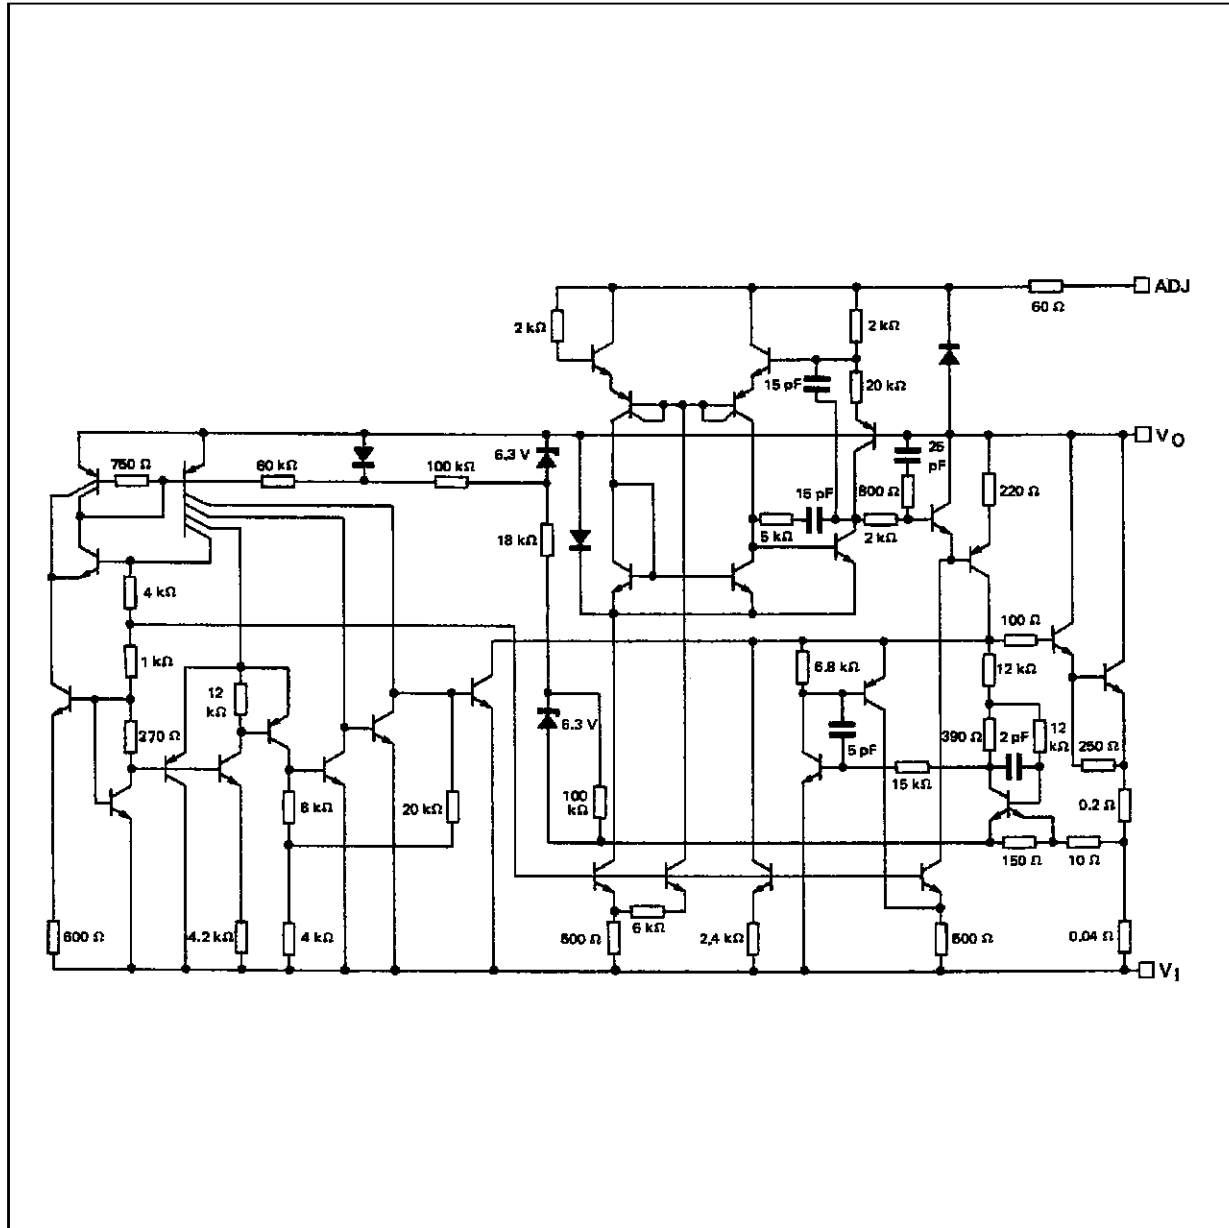 ADJ
60 Ω
2 kΩ
2 kΩ
15 pF
20 kΩ
VO
750 Ω
60 kΩ
100 kΩ
6.3 V
25 pF
220 Ω
800 Ω
15 pF
5 kΩ
2 kΩ
18 kΩ
4 kΩ
100 Ω
1 kΩ
12 kΩ
6.8 kΩ
12 kΩ
6.3 V
270 Ω
5 pF
390 Ω
2 pF
12 kΩ
250 Ω
15 kΩ
8 kΩ
20 kΩ
100 kΩ
0.2 Ω
150 Ω
10 Ω
6 kΩ
600 Ω
4.2 kΩ
4 kΩ
500 Ω
2,4 kΩ
500 Ω
0,04 Ω
VI